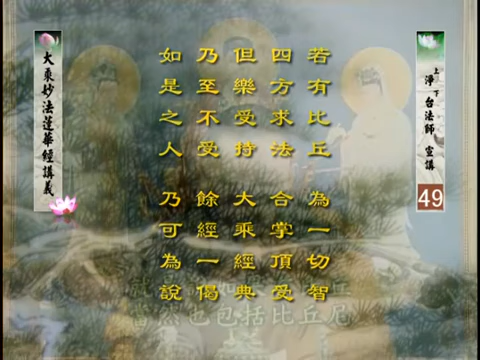 上淨下台法師 宣講
49
若有比丘 為一切智
四方求法 合掌頂受
但樂受持 大乘經典
乃至不受 餘經一偈
如是之人 乃可為說
大乘妙法蓮華經講義
當然也包括比丘尼